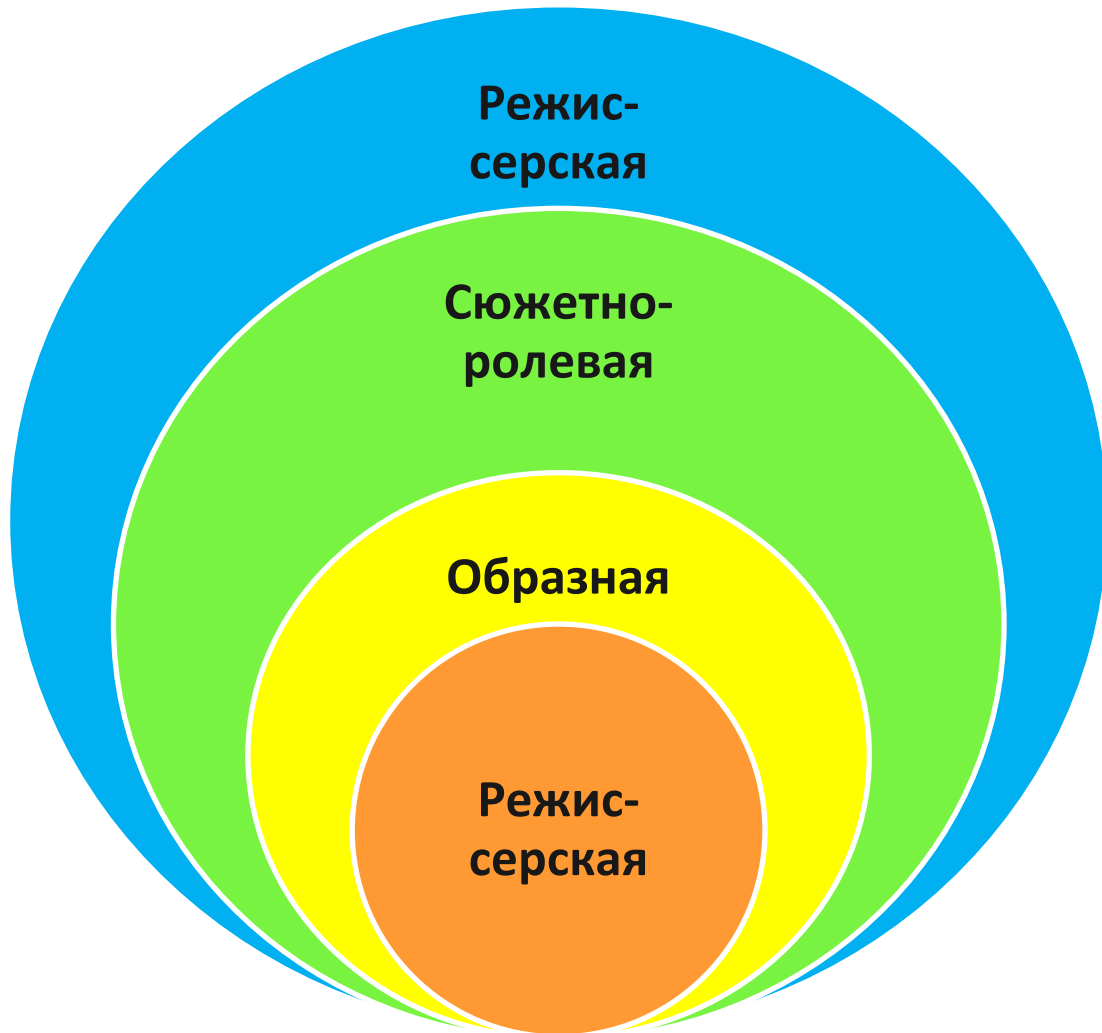 Режис-
серская
Сюжетно-
ролевая
Образная
Режис-
серская